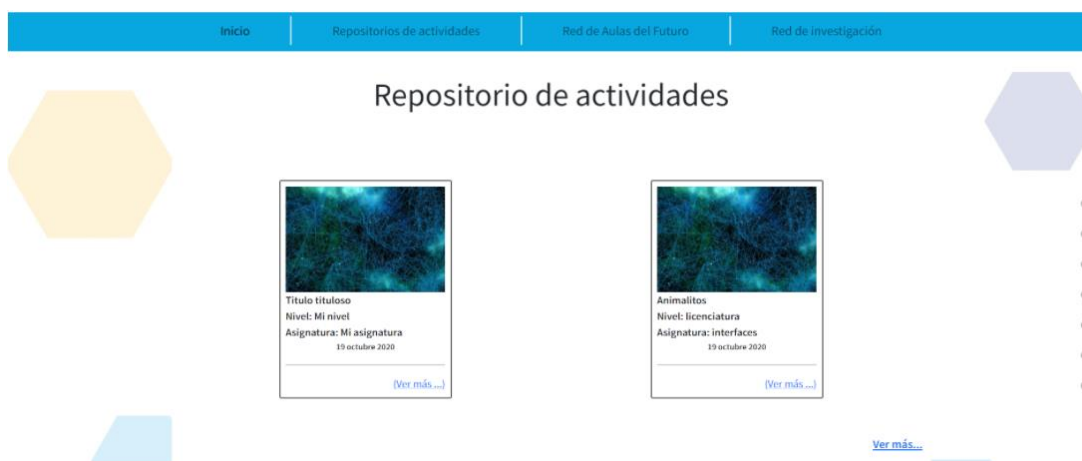 Inicio
Repositorios de actividades
Red de Aulas del Futuro
Red de investigación
Repositorio de actividades
Titulo tituloso
Nivel: Mi nivel
Asignatura: Mi asignatura
19 octubre 2020
(Ver más ...)
Animalitos
Nivel: licenciatura
Asignatura: interfaces
19 octubre 2020
(Ver más ...)
Ver más...